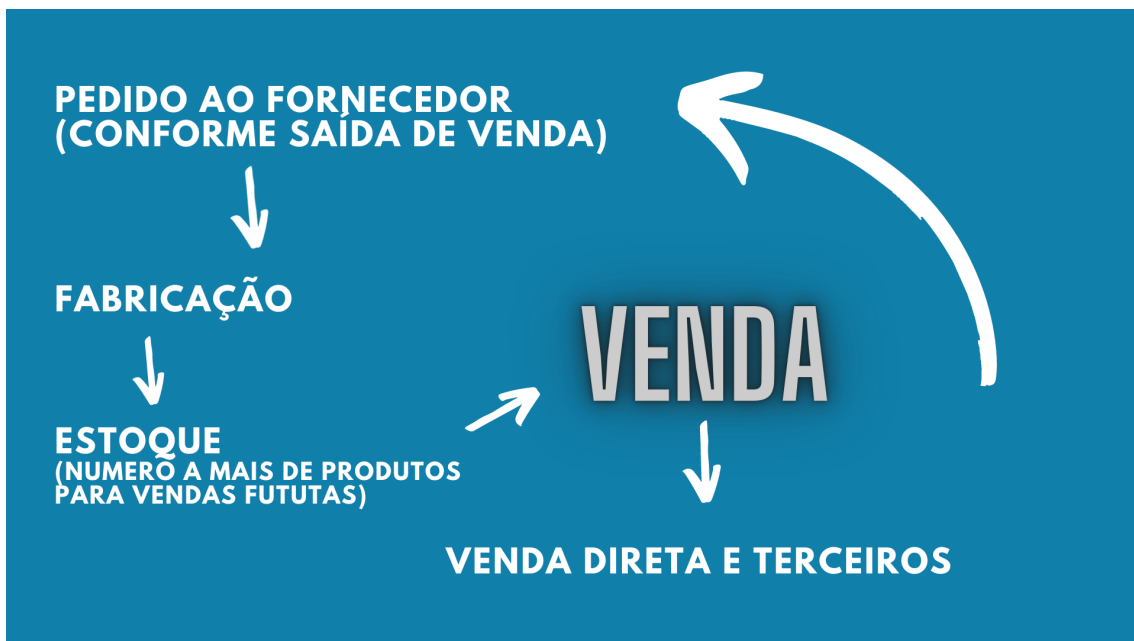 PEDIDO AO FORNECEDOR
(CONFORME SAÍDA DE VENDA)
FABRICAÇÃO
ESTOQUE
(NUMERO A MAIS DE PRODUTOS
PARA VENDAS FUTUTAS)
VENDA
VENDA DIRETA E TERCEIROS